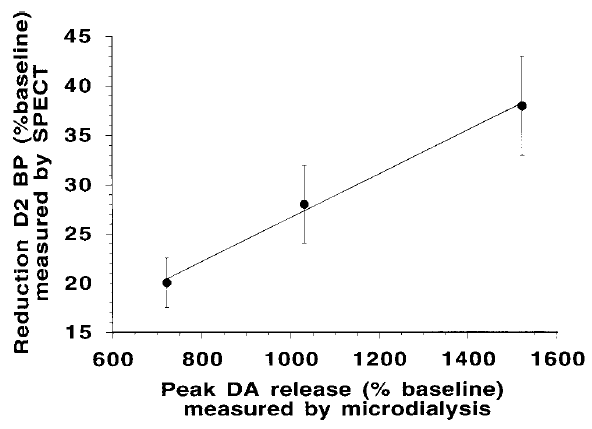 Reduction D2 BP (%baseline)
measured by SPECT
45
40
35
30
25
20
15
600 800 1000 1200 1400 1600
Peak DA release (% baseline)
measured by microdialysis